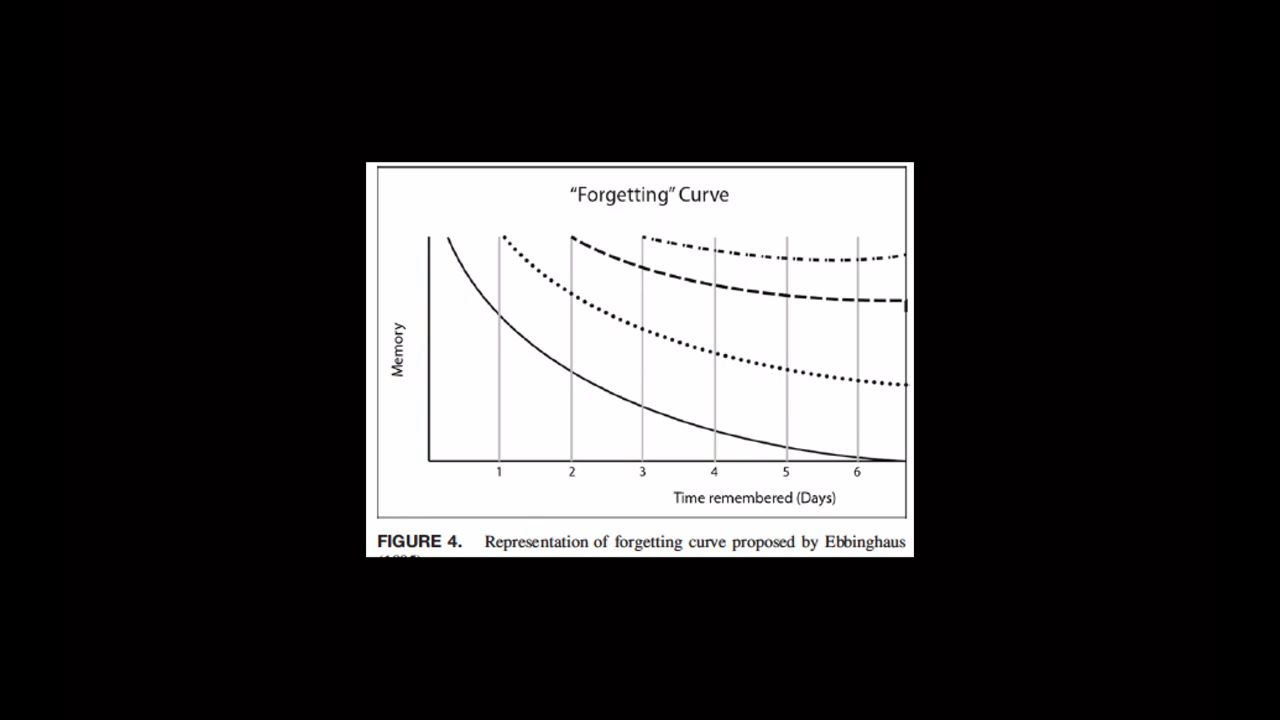 “Forgetting” Curve
Memory
1 2 3 4 5 6
Time remembered (Days)
FIGURE 4. Representation of forgetting curve proposed by Ebbinghaus